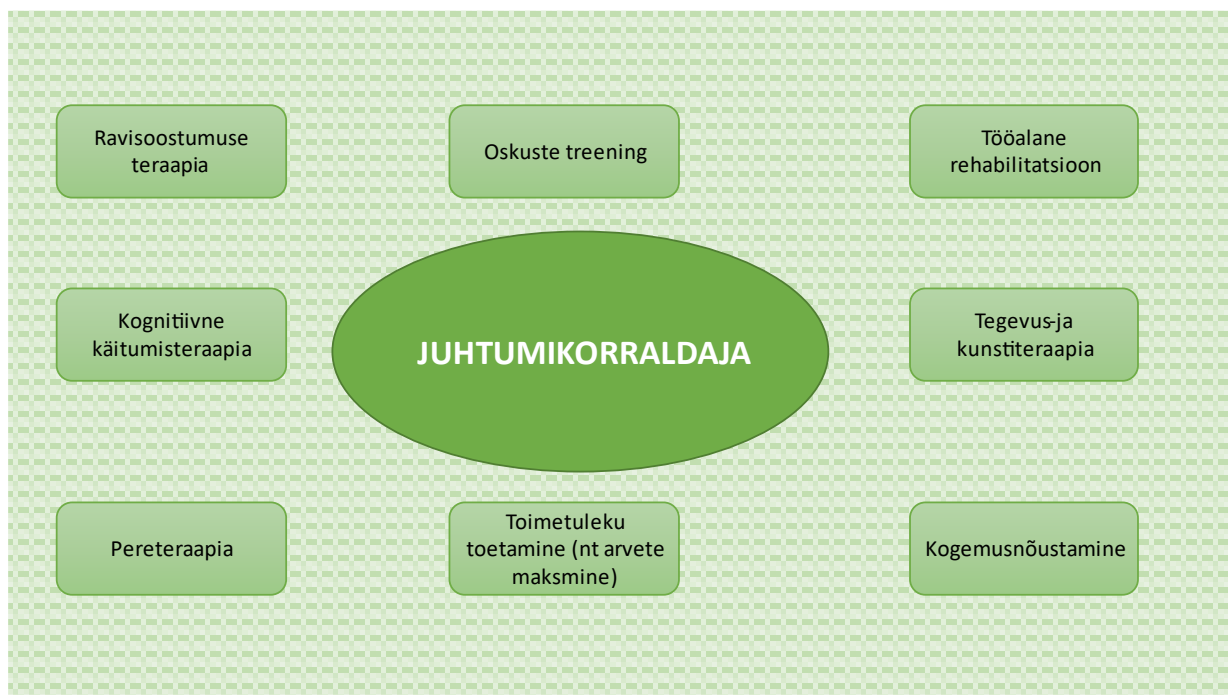 Ravisoostumuse
teraapia
Oskuste treening
Tööalane
rehabilitatsioon
Kognitiivne
käitumisteraapia
JUHTUMIKORRALDAJA
Tegevus-ja
kunstiteraapia
Pereteraapia
Toimetuleku
toetamine (nt arvete
maksmine)
Kogemusnõustamine